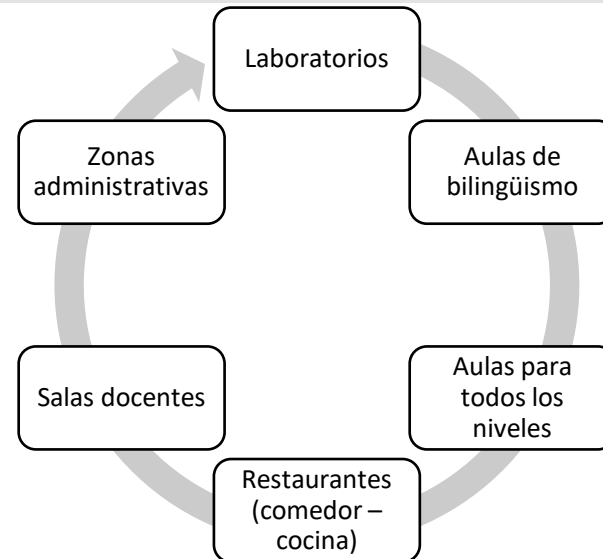 Laboratorios
Aulas de
bilingüismo
Aulas para
todos los
niveles
Restaurantes
(comedor –
cocina)
Salas docentes
Zonas
administrativas